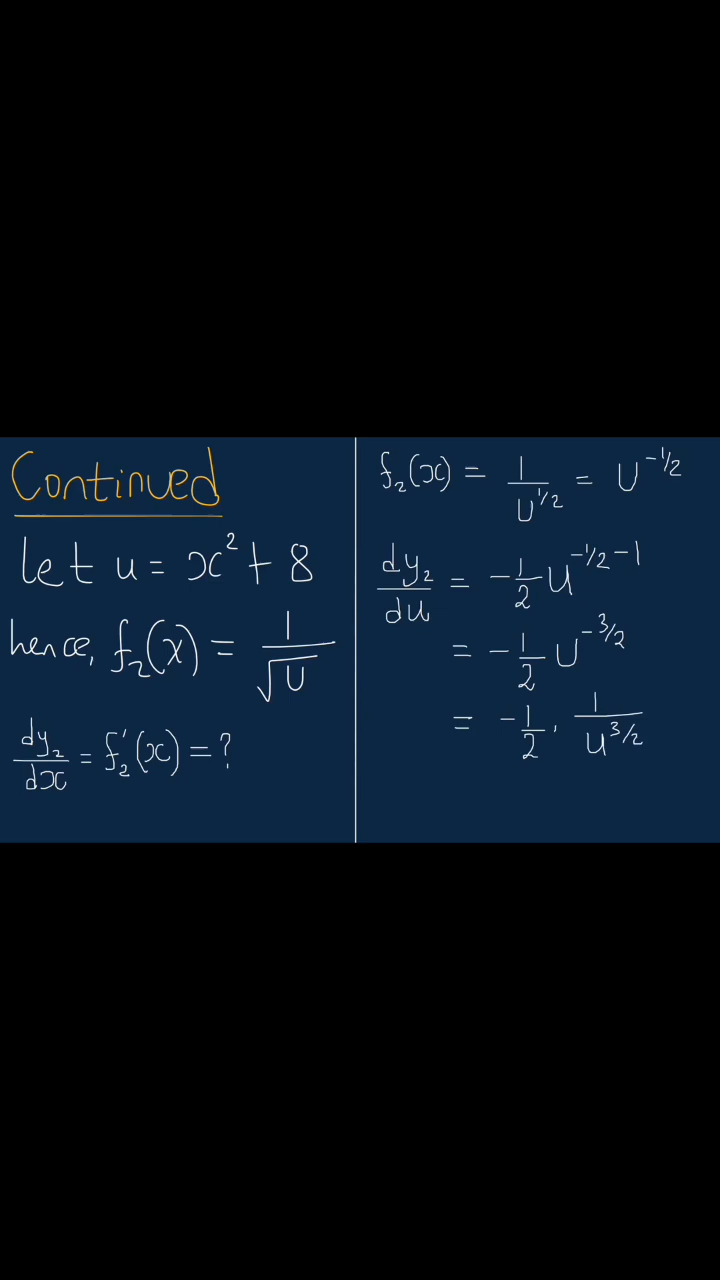 Continued
let u = x² + 8
hence, f₂(x) = 1/√U
dy₂/dx = f₂'(x) = ?
f₂(x) = 1/U^1/2 = U^-1/2
dy₂/du = -1/2 U^-1/2-1
= -1/2 U^-3/2
= -1/2 . 1/u^3/2